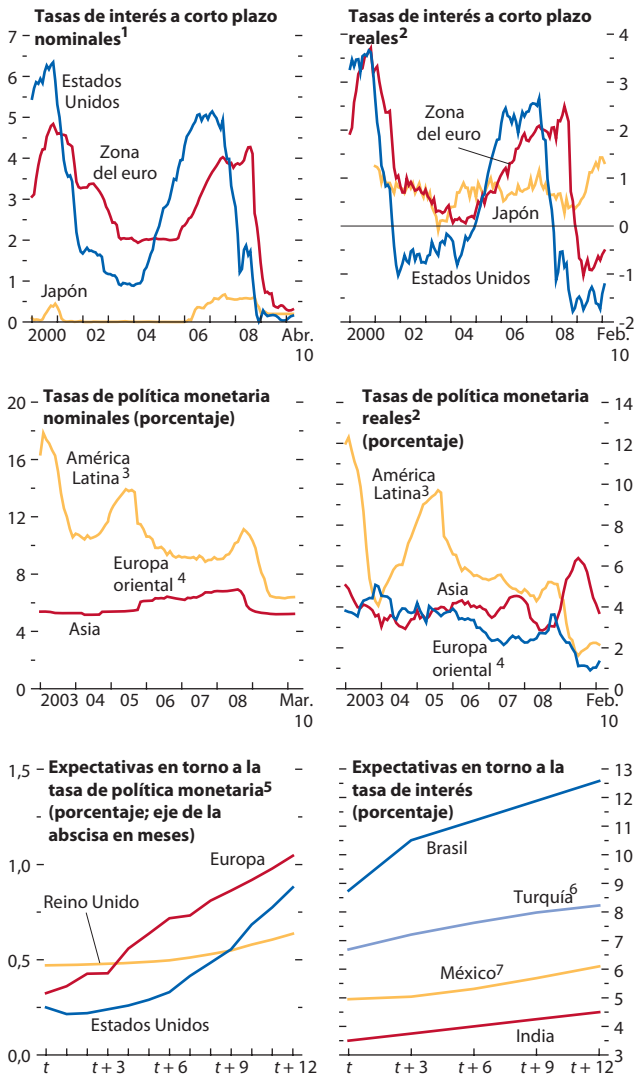 Tasas de interés a corto plazo
nominales1
7
6
5
4
3
2
1
0
Estados
Unidos
Zona
del euro
Japón
2000 02 04 06 08 Abr.
10
Tasas de interés a corto plazo
reales2
4
3
2
1
0
−1
−2
Zona
del euro
Japón
Estados Unidos
2000 02 04 06 08 Feb.
10
Tasas de política monetaria
nominales (porcentaje)
20
16
12
8
4
0
América
Latina3
Europa
oriental4
Asia
2003 04 05 06 07 08 Mar.
10
Tasas de política monetaria
reales2
(porcentaje)
14
12
10
8
6
4
2
0
América
Latina3
Asia
Europa
oriental4
2003 04 05 06 07 08 Feb.
10
Expectativas en torno a la
tasa de política monetaria5
(porcentaje; eje de la
abscisa en meses)
1,5
1,0
0,5
0,0
Europa
Reino Unido
Estados Unidos
t t + 3 t + 6 t + 9 t + 12
Expectativas en torno a la
tasa de interés
(porcentaje)
13
12
11
10
9
8
7
6
5
4
3
Brasil
Turquía6
México7
India
t t + 3 t + 6 t + 9 t + 12